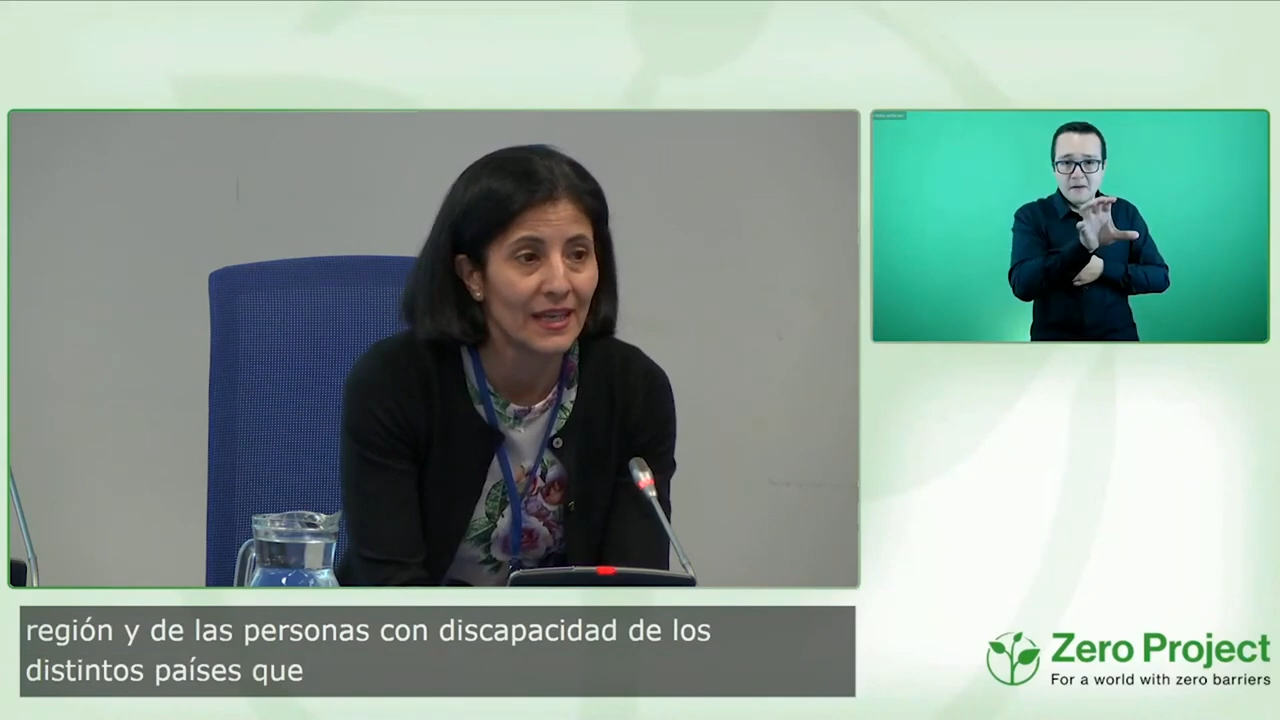 región y de las personas con discapacidad de los
distintos países que
Zero Project
For a world with zero barriers